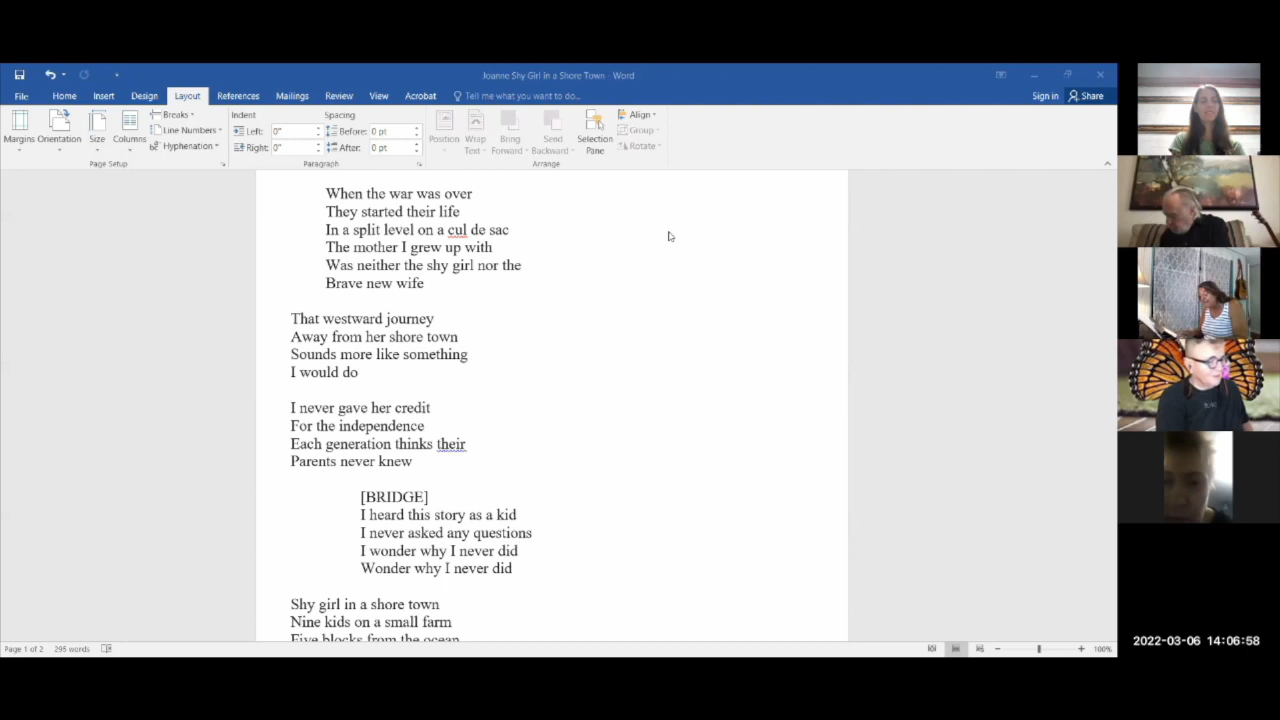 Joanne Shy Girl in a Shore Town - Word
File Home Insert Design Layout References Mailings Review View Acrobat Tell me what you want to do... Sign in Share
Margins Orientation Size Columns
Breaks
Line Numbers
Hyphenation
Page Setup
Indent Spacing
Left: 0" Before: 0 pt
Right: 0" After: 0 pt
Paragraph
Position Wrap Text Bring Forward Send Backward Selection Pane
Align
Group
Rotate
Arrange
When the war was over
They started their life
In a split level on a cul de sac
The mother I grew up with
Was neither the shy girl nor the
Brave new wife
That westward journey
Away from her shore town
Sounds more like something
I would do
I never gave her credit
For the independence
Each generation thinks their
Parents never knew
[BRIDGE]
I heard this story as a kid
I never asked any questions
I wonder why I never did
Wonder why I never did
Shy girl in a shore town
Nine kids on a small farm
Five blocks from the ocean
Page 1 of 2 295 words 100%
2022-03-06 14:06:58